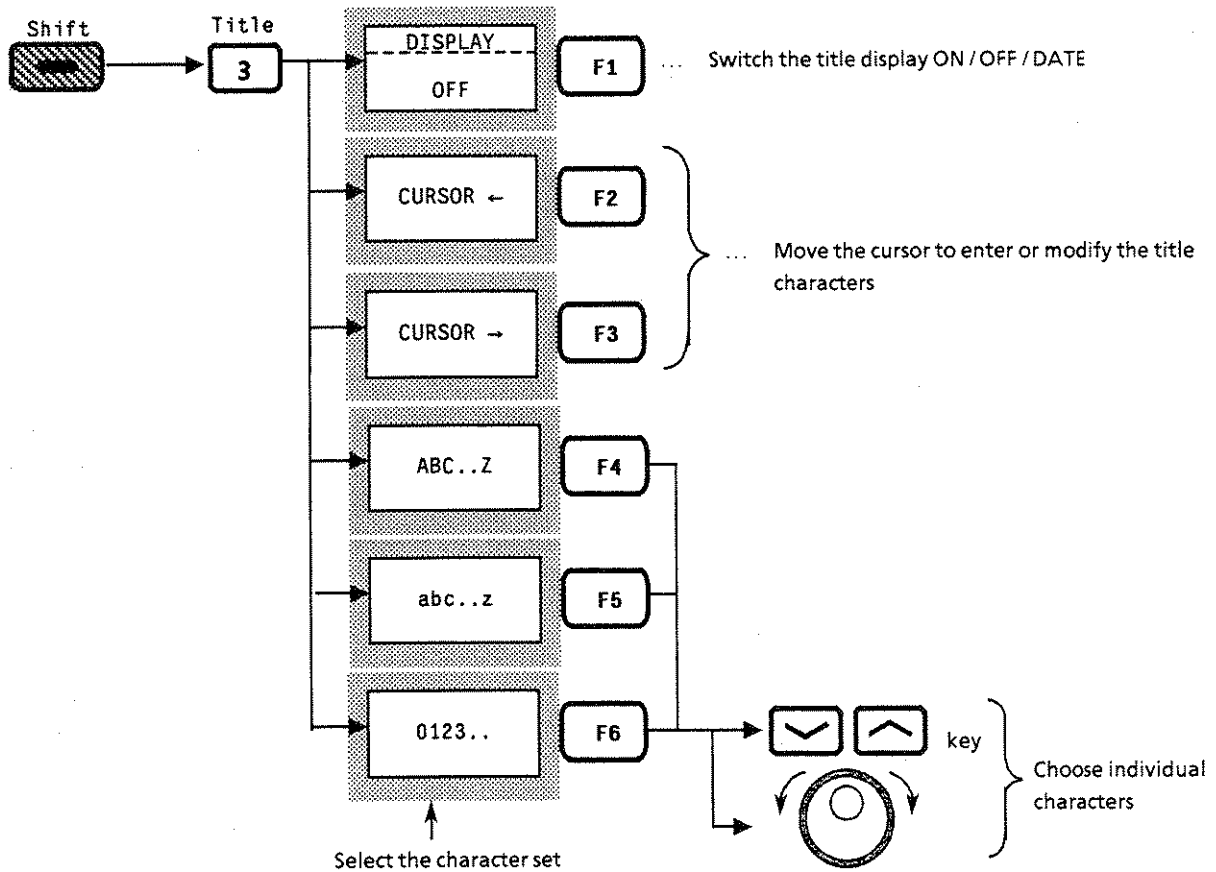 Shift
Title
3
DISPLAY
OFF
F1
... Switch the title display ON / OFF / DATE
CURSOR ←
F2
CURSOR →
F3
... Move the cursor to enter or modify the title
characters
ABC..Z
F4
abc..z
F5
0123..
F6
key
Choose individual
characters
Select the character set